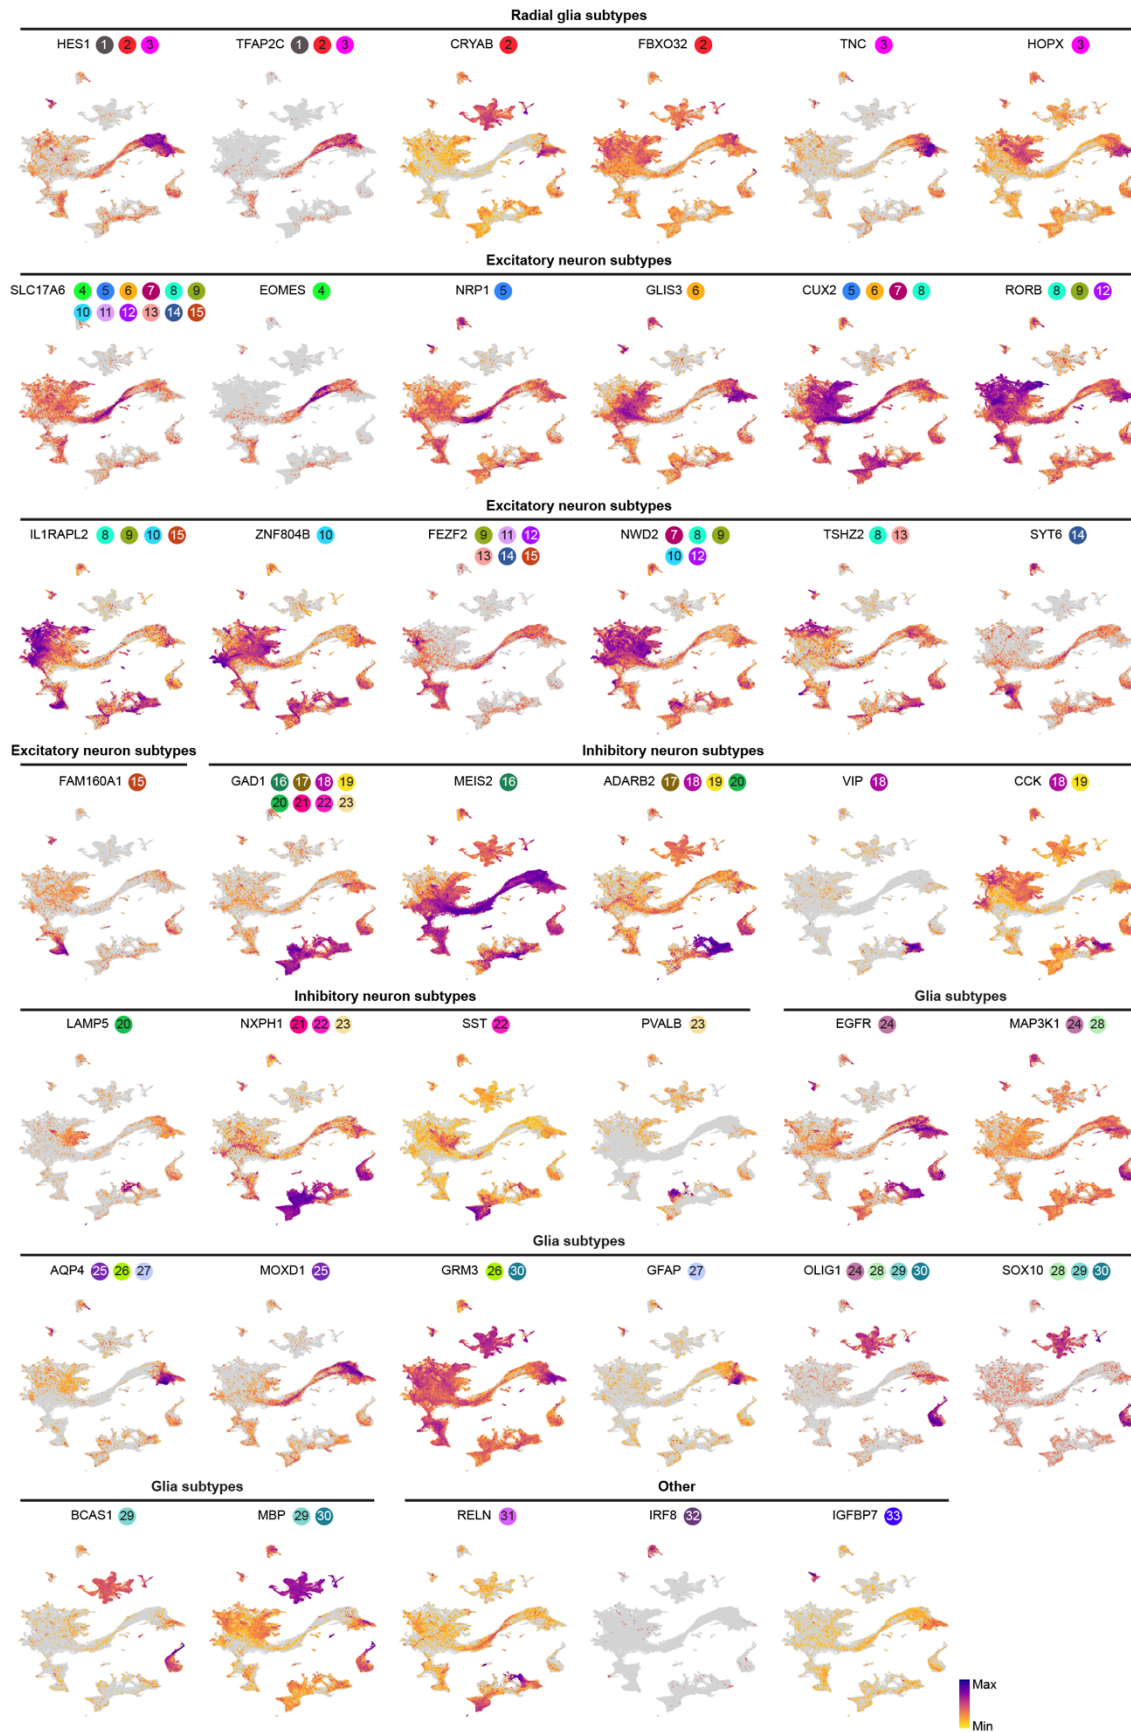 Radial glia subtypes
HES1 1 2 3
TFAP2C 1 2 3
CRYAB 2
FBXO32 2
TNC 3
HOPX 3
Excitatory neuron subtypes
SLC17A6 4 5 6 7 8 9
10 11 12 13 14 15
EOMES 4
NRP1 5
GLIS3 6
CUX2 5 6 7 8
RORB 8 9 12
Excitatory neuron subtypes
IL1RAPL2 8 9 10 15
ZNF804B 10
FEZF2 9 11 12
13 14 15
NWD2 7 8 9
10 12
TSHZ2 8 13
SYT6 14
Excitatory neuron subtypes
Inhibitory neuron subtypes
FAM160A1 15
GAD1 16 17 18 19
20 21 22 23
MEIS2 16
ADARB2 17 18 19 20
VIP 18
CCK 18 19
Inhibitory neuron subtypes
Glia subtypes
LAMP5 20
NXPH1 21 22 23
SST 22
PVALB 23
EGFR 24
MAP3K1 24 28
Glia subtypes
AQP4 25 26 27
MOXD1 25
GRM3 26 30
GFAP 27
OLIG1 24 28 29 30
SOX10 28 29 30
Glia subtypes
Other
BCAS1 29
MBP 29 30
RELN 31
IRF8 32
IGFBP7 33
Max
Min